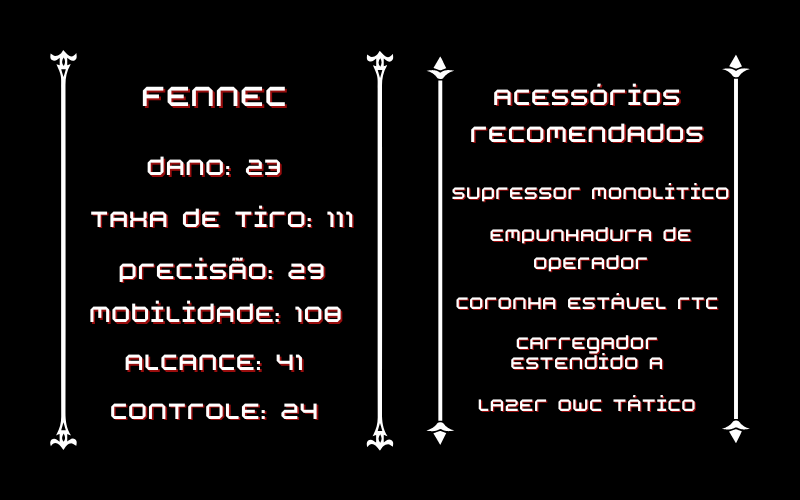 FENNEC
DANO: 23
TAXA DE TIRO: 111
PRECISÃO: 29
MOBILIDADE: 108
ALCANCE: 41
CONTROLE: 24
ACESSÓRIOS
RECOMENDADOS
SUPRESSOR MONOLÍTICO
EMPUNHADURA DE
OPERADOR
CORONHA ESTÁVEL RTC
CARREGADOR
ESTENDIDO A
LAZER OWC TÁTICO